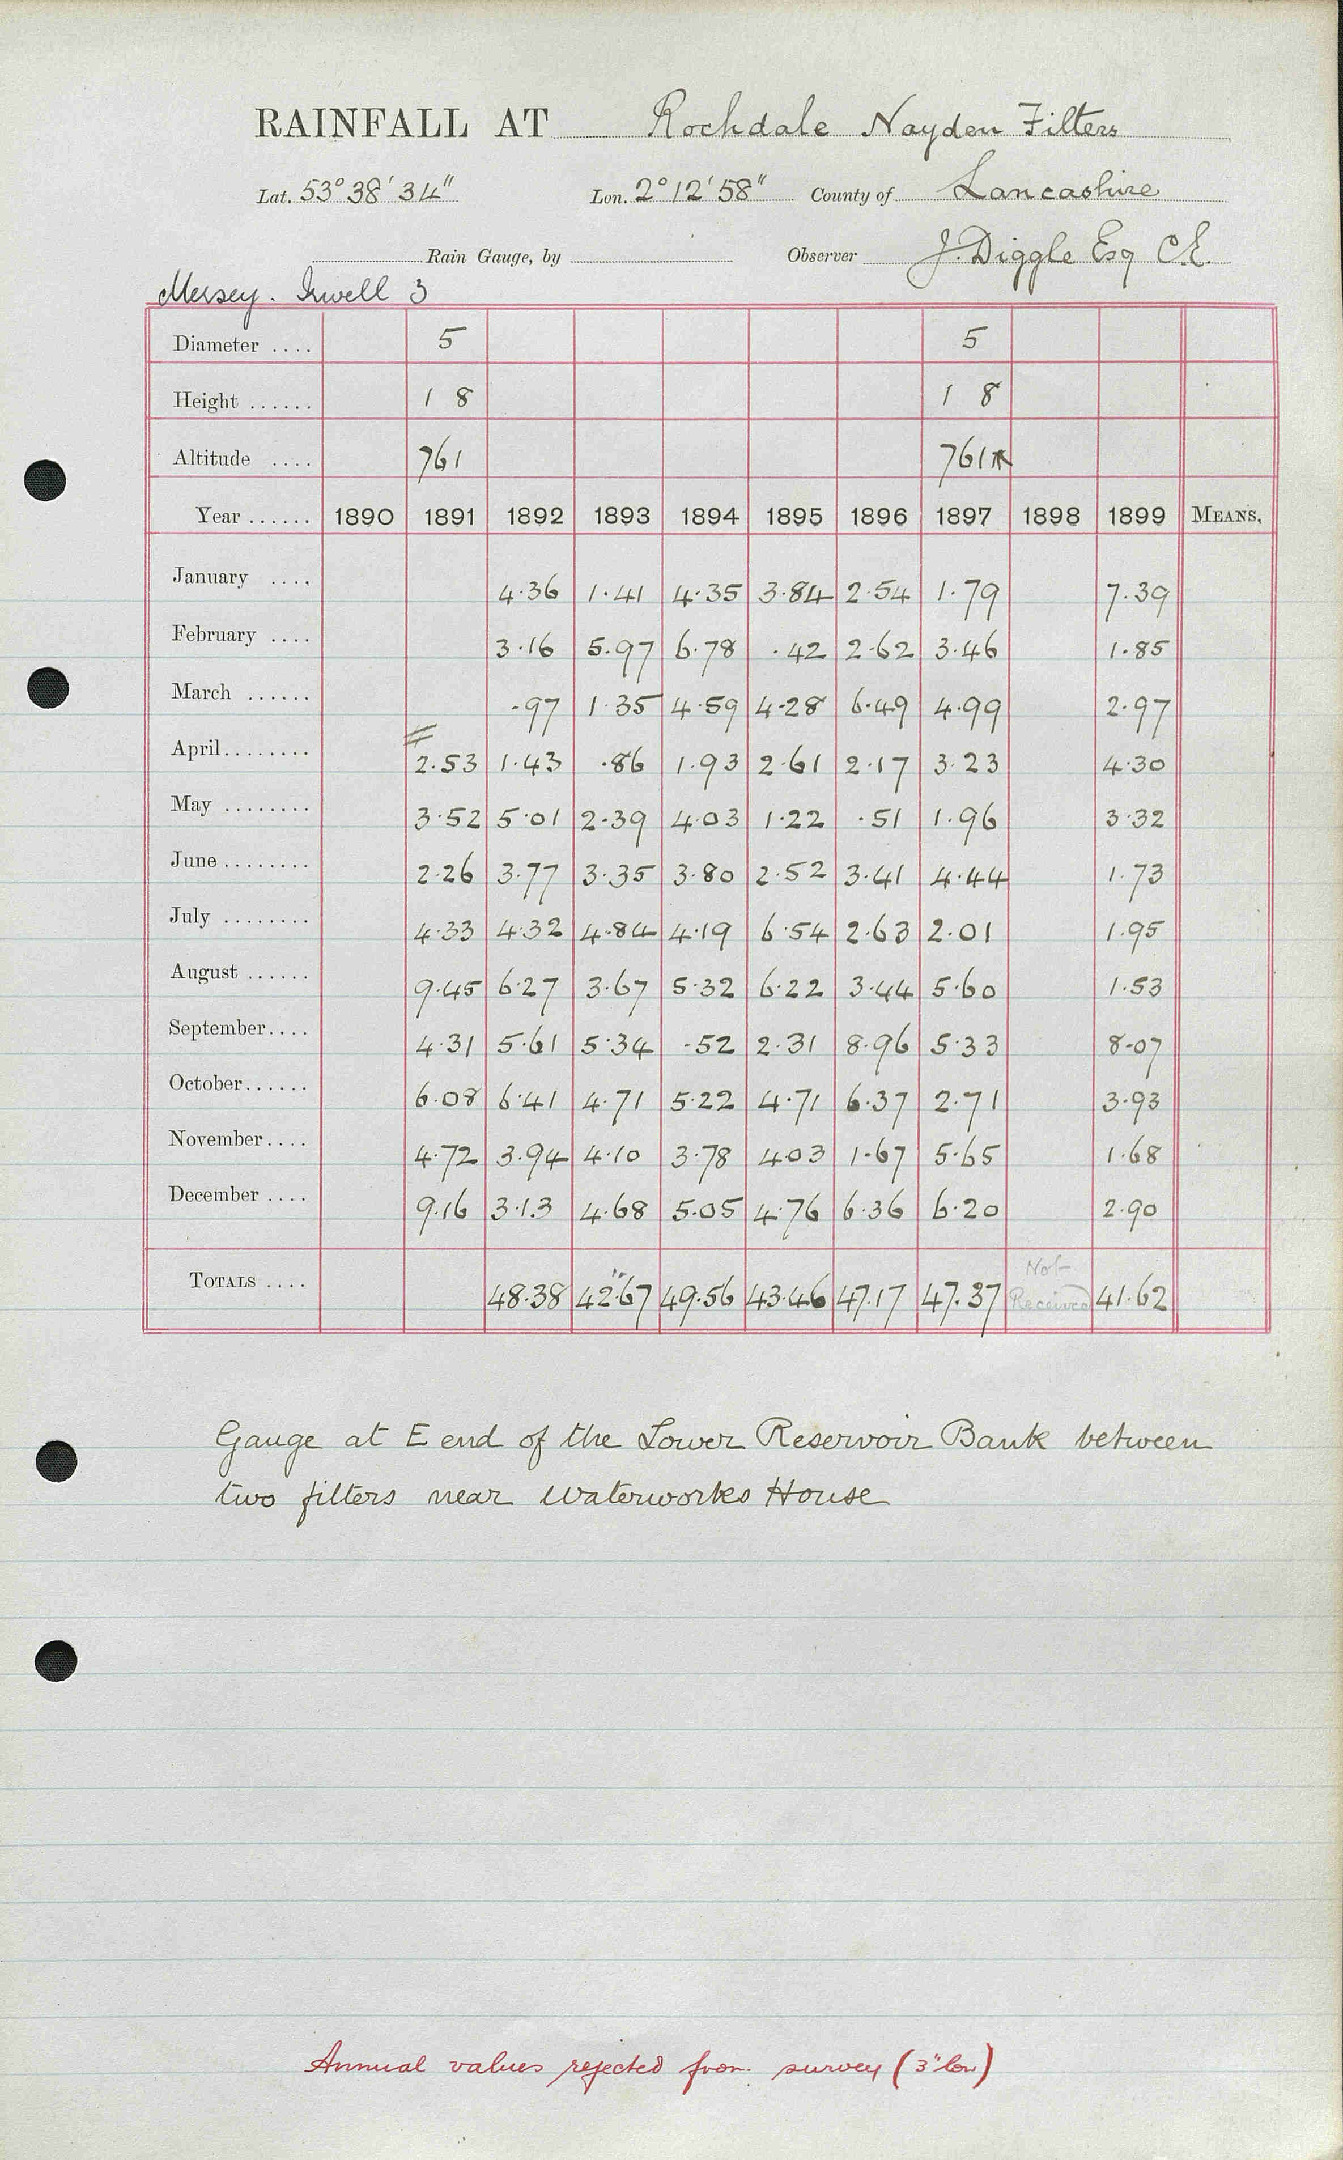 RAINFALL AT Rochdale Nayden Filters
Lat. 53° 38' 34" Lon. 2° 12' 58" County of Lancashire
Rain Gauge, by Observer J. Diggle Esq C.E.
Mersey. Irwell 3
Diameter .... 5 5
Height ...... 1 8 1 8
Altitude .... 761 761
Year ...... 1890 1891 1892 1893 1894 1895 1896 1897 1898 1899 MEANS.
January .... 4.36 1.41 4.35 3.84 2.54 1.79 7.39
February .... 3.16 5.97 6.78 .42 2.62 3.46 1.85
March ...... .97 1.35 4.59 4.28 6.49 4.99 2.97
April........ 2.53 1.43 .86 1.93 2.61 2.17 3.23 4.30
May ........ 3.52 5.01 2.39 4.03 1.22 .51 1.96 3.32
June ........ 2.26 3.77 3.35 3.80 2.52 3.41 4.44 1.73
July ........ 4.33 4.32 4.84 4.19 6.54 2.63 2.01 1.95
August ...... 9.45 6.27 3.67 5.32 6.22 3.44 5.60 1.53
September.... 4.31 5.61 5.34 .52 2.31 8.96 5.33 8.07
October...... 6.08 6.41 4.71 5.22 4.71 6.37 2.71 3.93
November.... 4.72 3.94 4.10 3.78 4.03 1.67 5.65 1.68
December .... 9.16 3.13 4.68 5.05 4.76 6.36 6.20 2.90
TOTALS .... 48.38 42.67 49.56 43.46 47.17 47.37 Not Received 41.62
Gauge at E end of the Lower Reservoir Bank between
two filters near Waterworks House
Annual values rejected from survey (3" low)